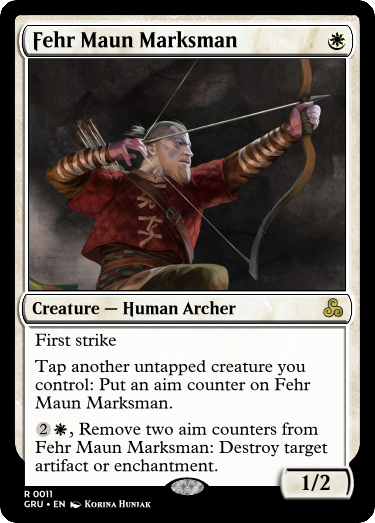 Fehr Maun Marksman
Creature — Human Archer
First strike
Tap another untapped creature you
control: Put an aim counter on Fehr
Maun Marksman.
2, Remove two aim counters from
Fehr Maun Marksman: Destroy target
artifact or enchantment.
1/2
R 0011
GRU • EN Korina Hunjak